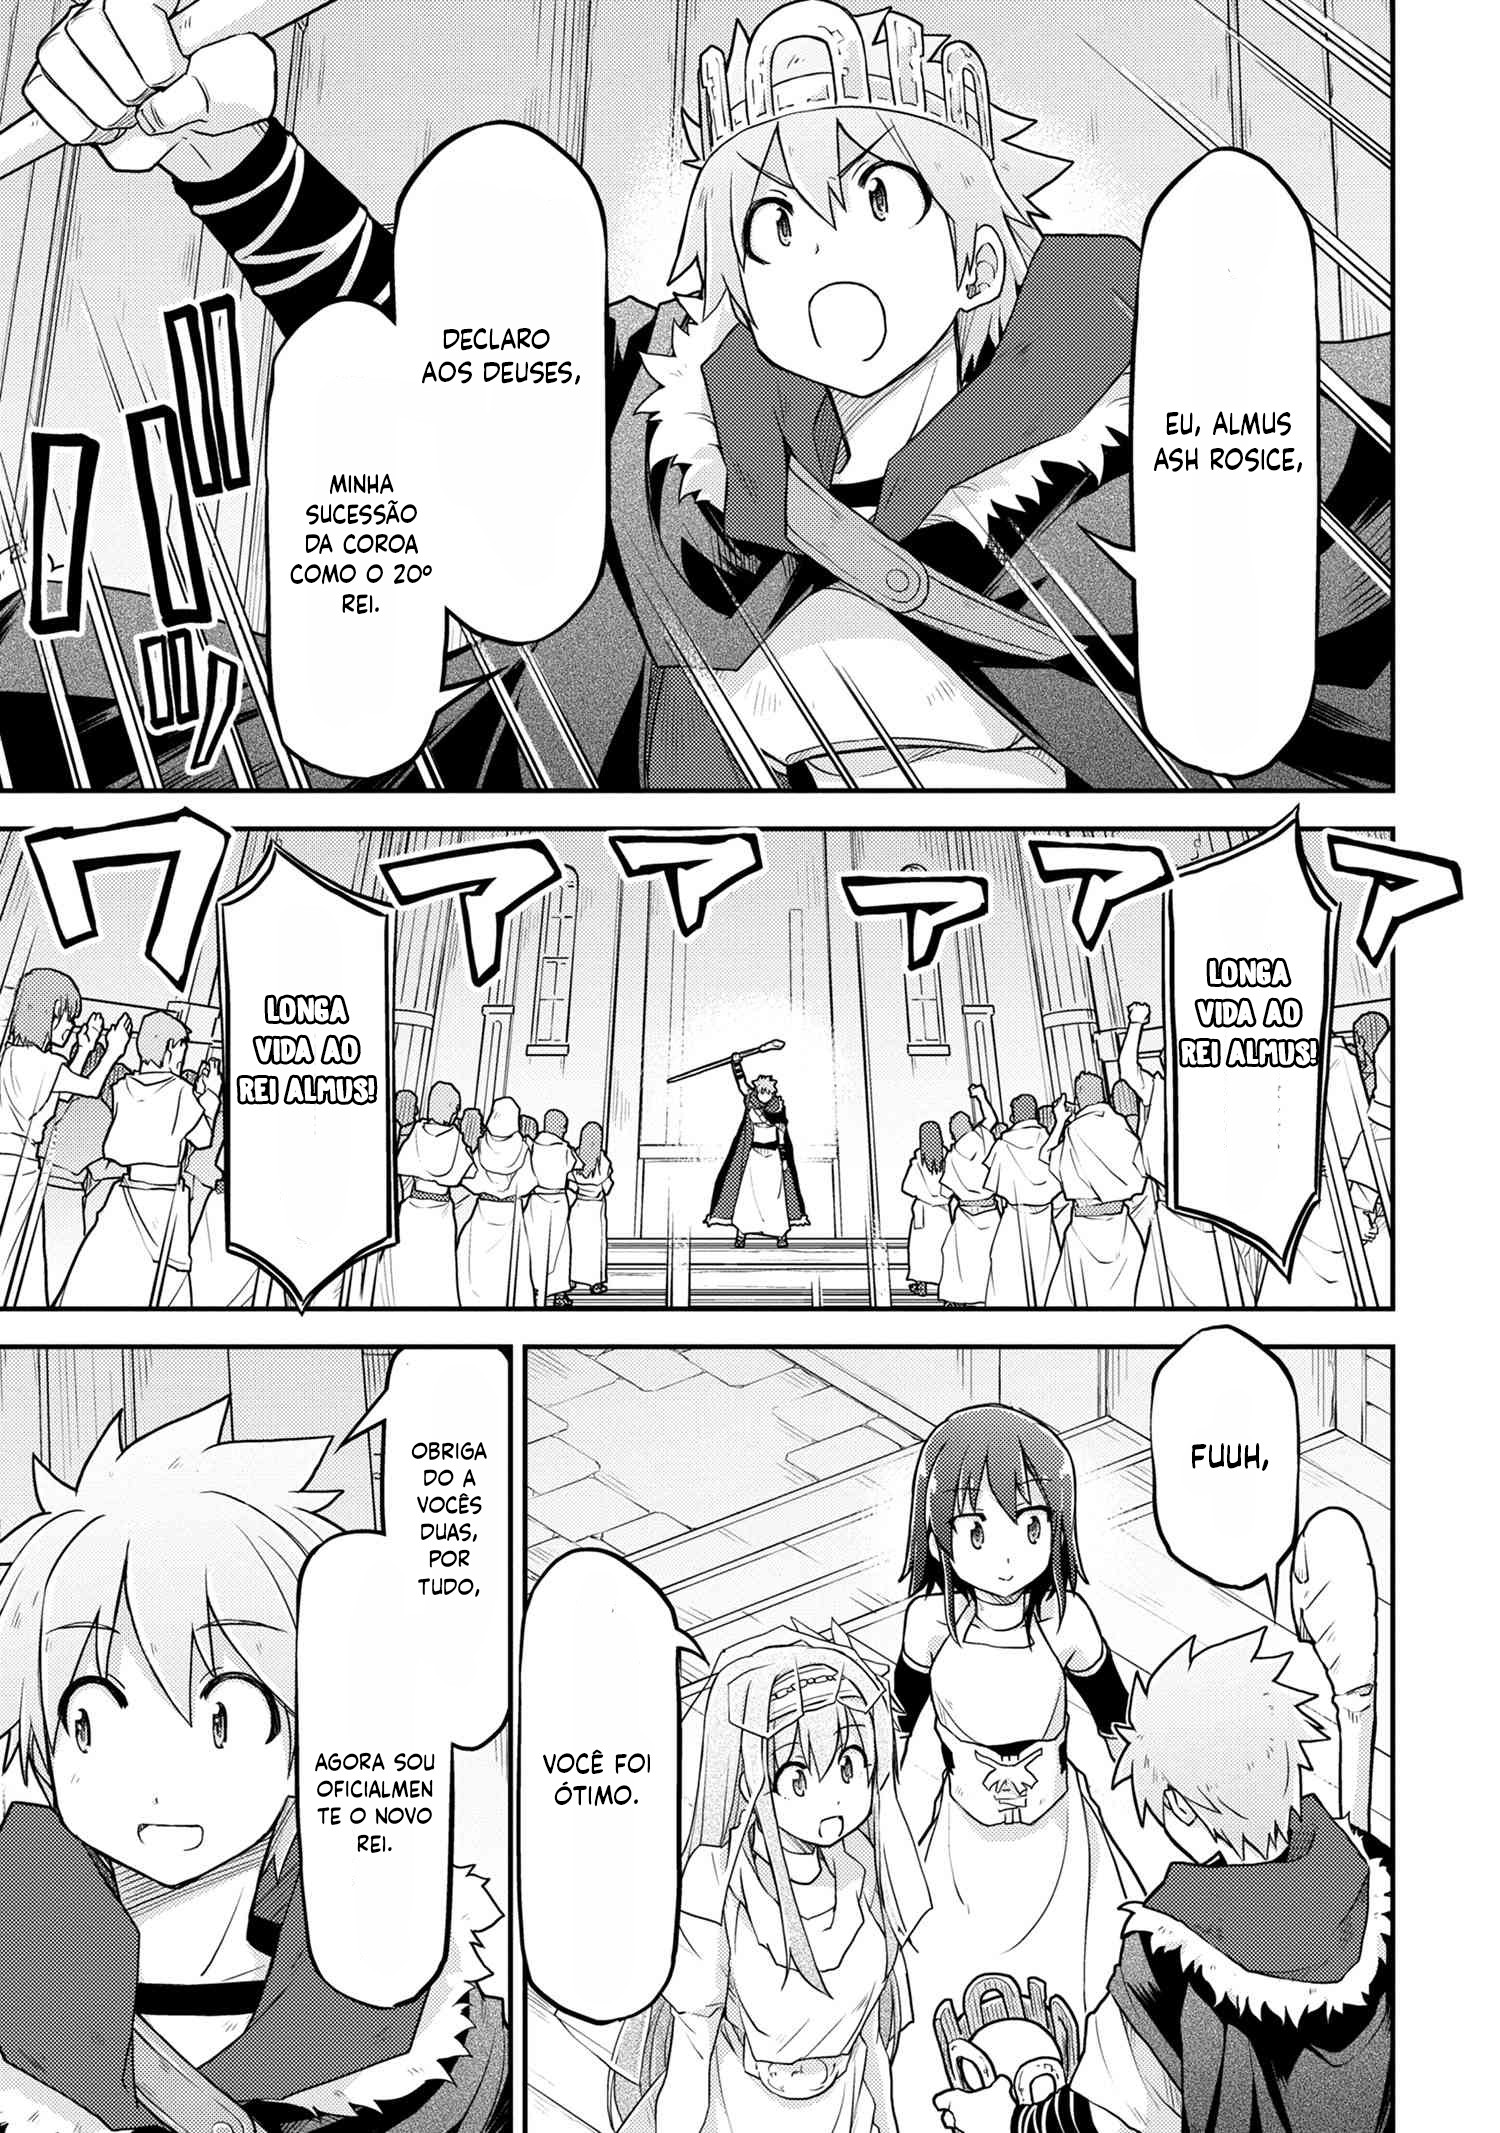 EU, ALMUS
ASH ROSICE,
DECLARO
AOS DEUSES,
MINHA
SUCESSÃO
DA COROA
COMO O 20º
REI.
ワァァァァァァ
LONGA
VIDA AO
REI ALMUS!
LONGA
VIDA AO
REI ALMUS!
FUUH,
VOCÊ FOI
ÓTIMO.
OBRIGA
DO A
VOCÊS
DUAS,
POR
TUDO,
AGORA SOU
OFICIALMEN
TE O NOVO
REI.